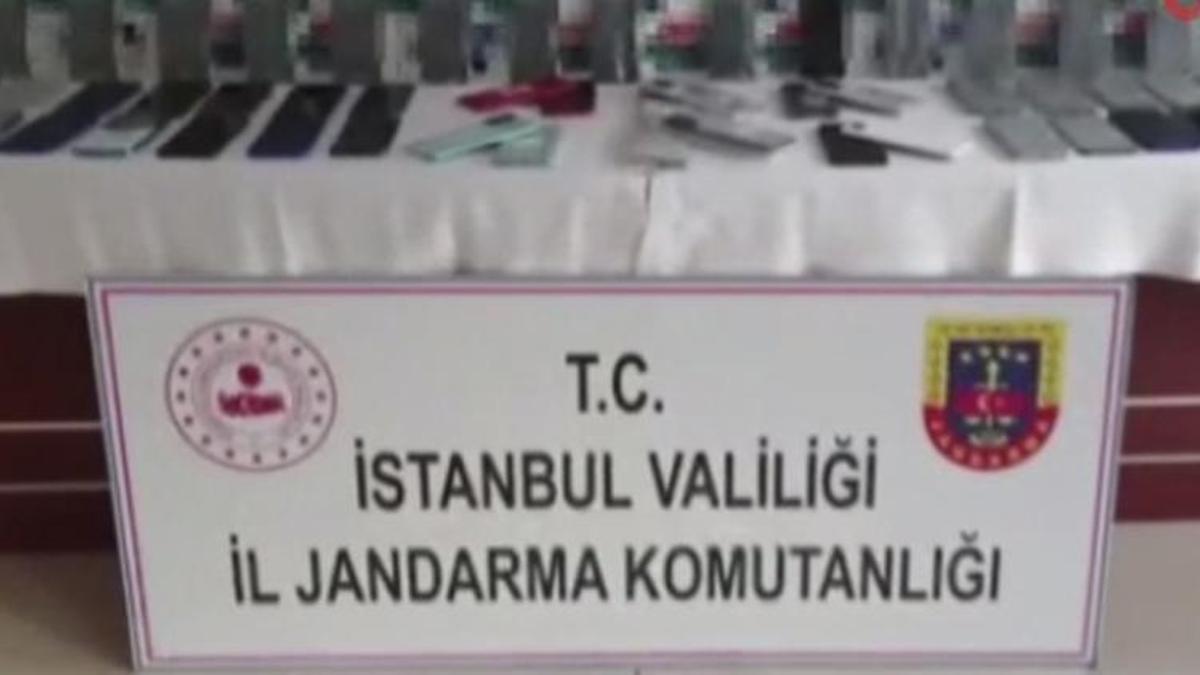 T.C.
İSTANBUL VALİLİĞİ
İL JANDARMA KOMUTANLIĞI